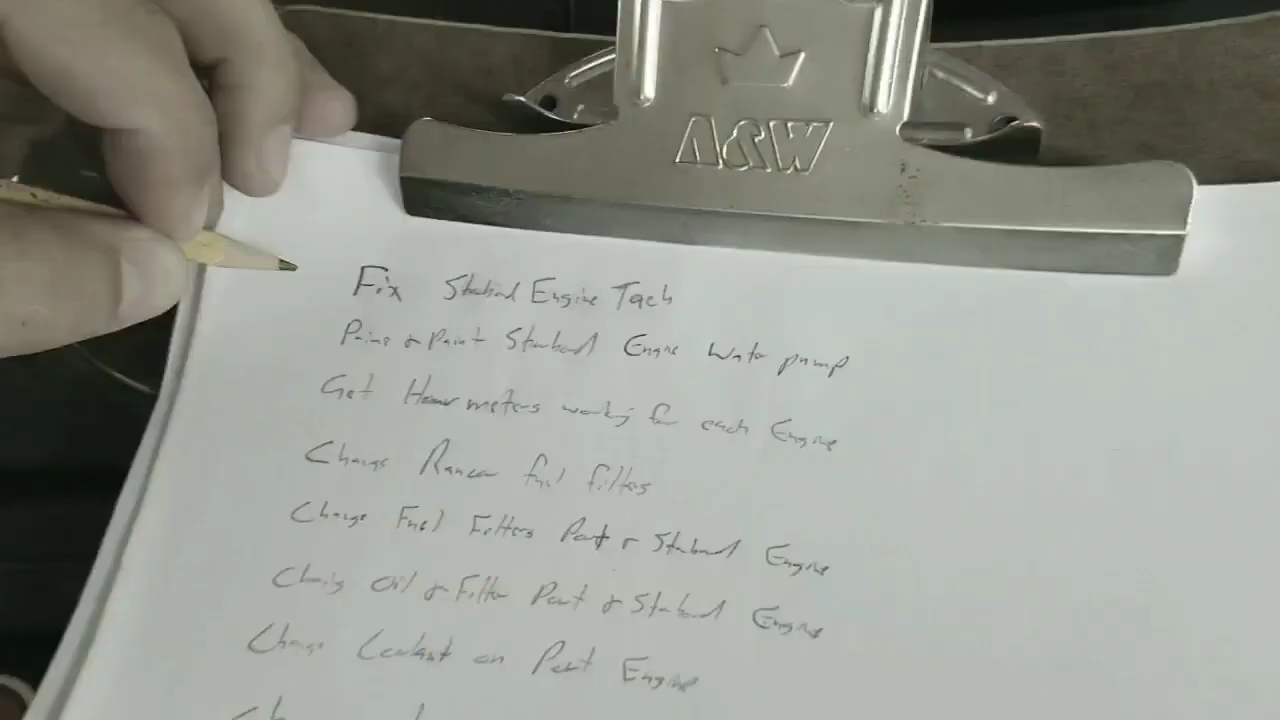 A&W
Fix Starboard Engine Tach
Prime & Paint Starboard Engine Water pump
Get Hour meters working for each Engine
Change Rancor fuel filters
Change Fuel Filters Port & Starboard Engine
Change Oil & Filter Port & Starboard Engine
Change Coolant on Port Engine